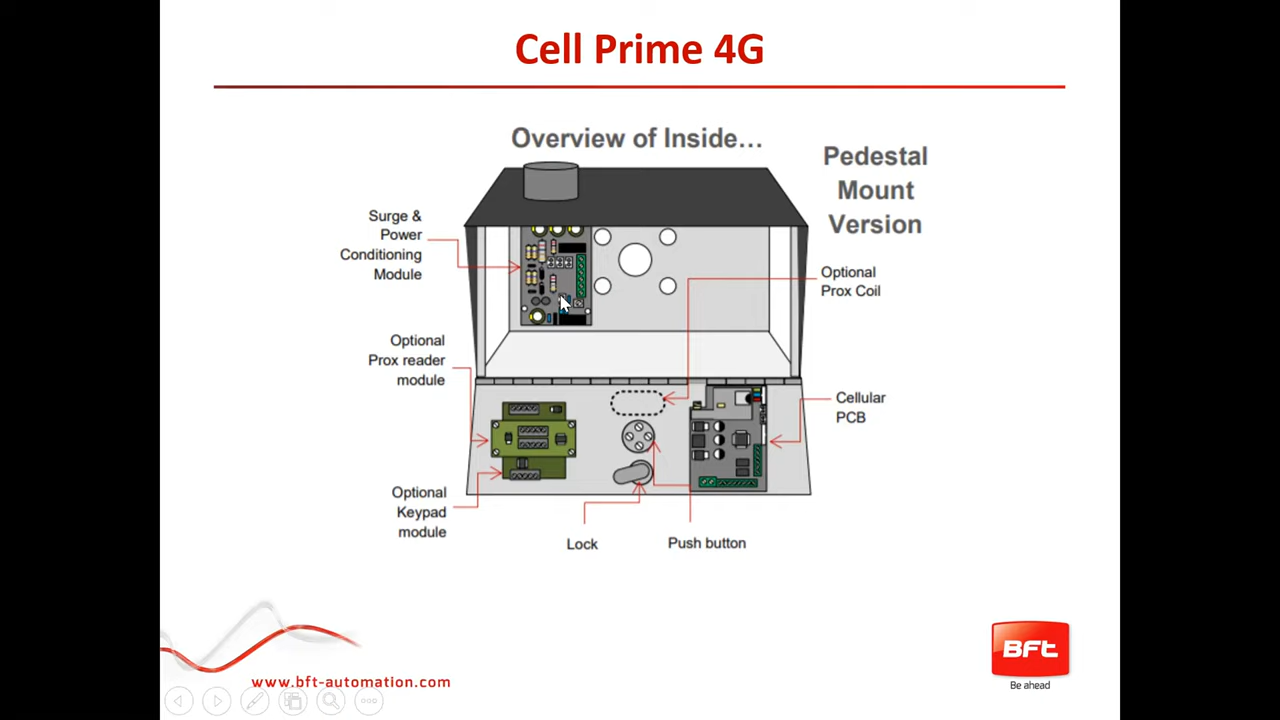 Cell Prime 4G
Overview of Inside...
Pedestal
Mount
Version
Surge &
Power
Conditioning
Module
Optional
Prox Coil
Optional
Prox reader
module
Cellular
PCB
Optional
Keypad
module
Lock
Push button
www.bft-automation.com
BFt
Be ahead